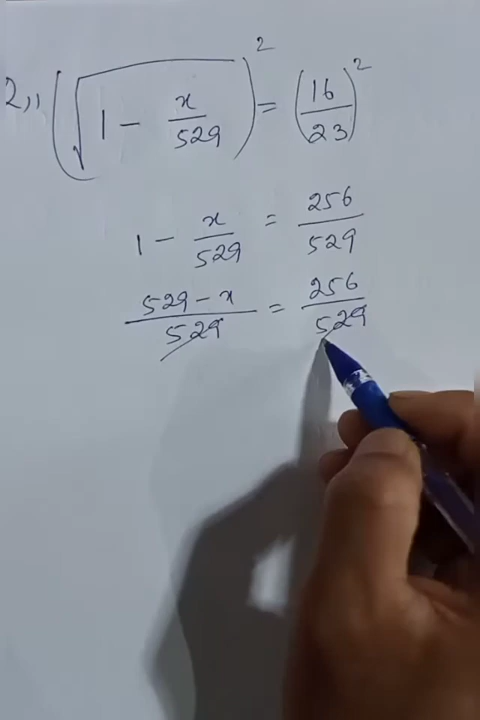 2,, (√(1 - x/529))² = (16/23)²
1 - x/529 = 256/529
(529 - x)/529 = 256/529